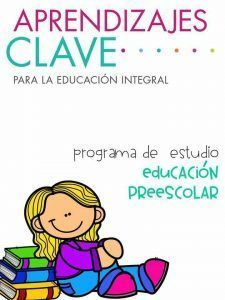 APRENDIZAJES
CLAVE
PARA LA EDUCACIÓN INTEGRAL
programa de estudio
eDUCACIÓN
PReeSCOLAR